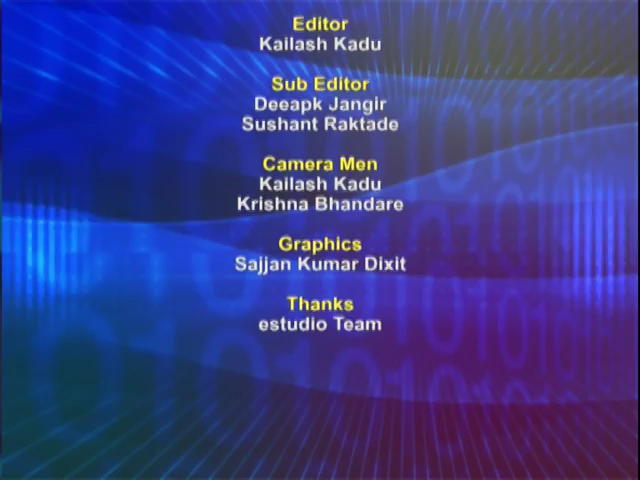 Editor
Kailash Kadu
Sub Editor
Deeapk Jangir
Sushant Raktade
Camera Men
Kailash Kadu
Krishna Bhandare
Graphics
Sajjan Kumar Dixit
Thanks
estudio Team